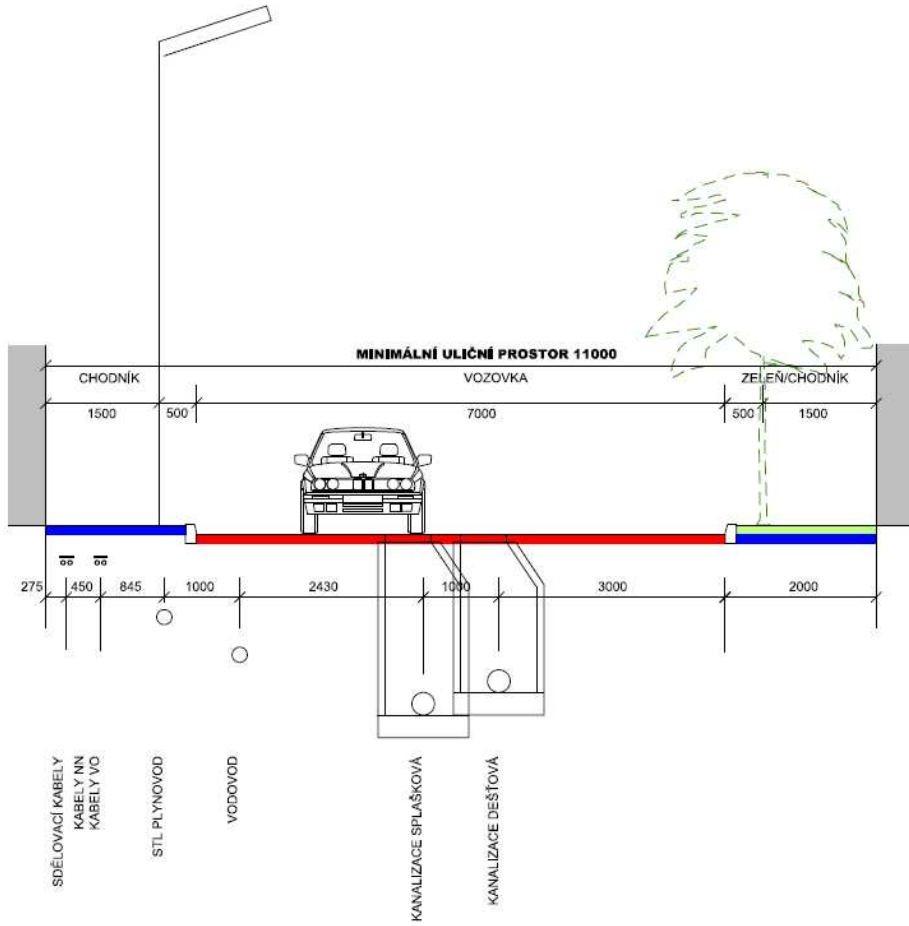 MINIMÁLNÍ ULIČNÍ PROSTOR 11000
CHODNÍK
VOZOVKA
ZELEŇ/CHODNÍK
1500
500
7000
500
1500
275
450
845
1000
2430
1000
3000
2000
SDĚLOVACÍ KABELY
KABELY NN
KABELY VO
STL PLYNOVOD
VODOVOD
KANALIZACE SPLAŠKOVÁ
KANALIZACE DEŠŤOVÁ